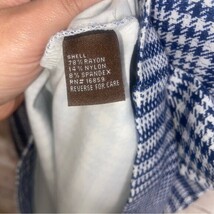 SHELL
78% RAYON
14% NYLON
8% SPANDEX
RN# 16859
REVERSE FOR CARE